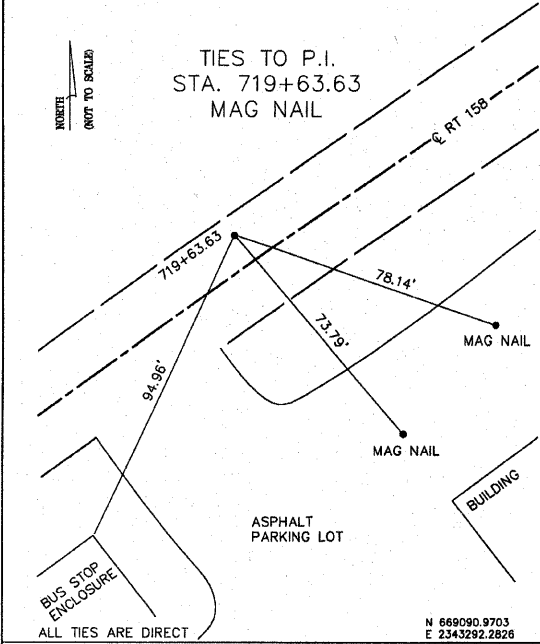 TIES TO P.I.
STA. 719+63.63
MAG NAIL
NORTH
(NOT TO SCALE)
℄ RT 158
719+63.63
78.14'
73.79'
94.96'
MAG NAIL
MAG NAIL
BUILDING
ASPHALT
PARKING LOT
BUS STOP
ENCLOSURE
ALL TIES ARE DIRECT
N 669090.9703
E 2343292.2826